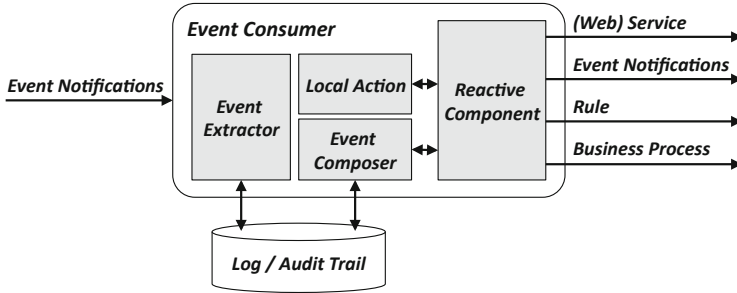 Event Consumer
Event Notifications
Event
Extractor
Local Action
Event
Composer
Reactive
Component
(Web) Service
Event Notifications
Rule
Business Process
Log / Audit Trail